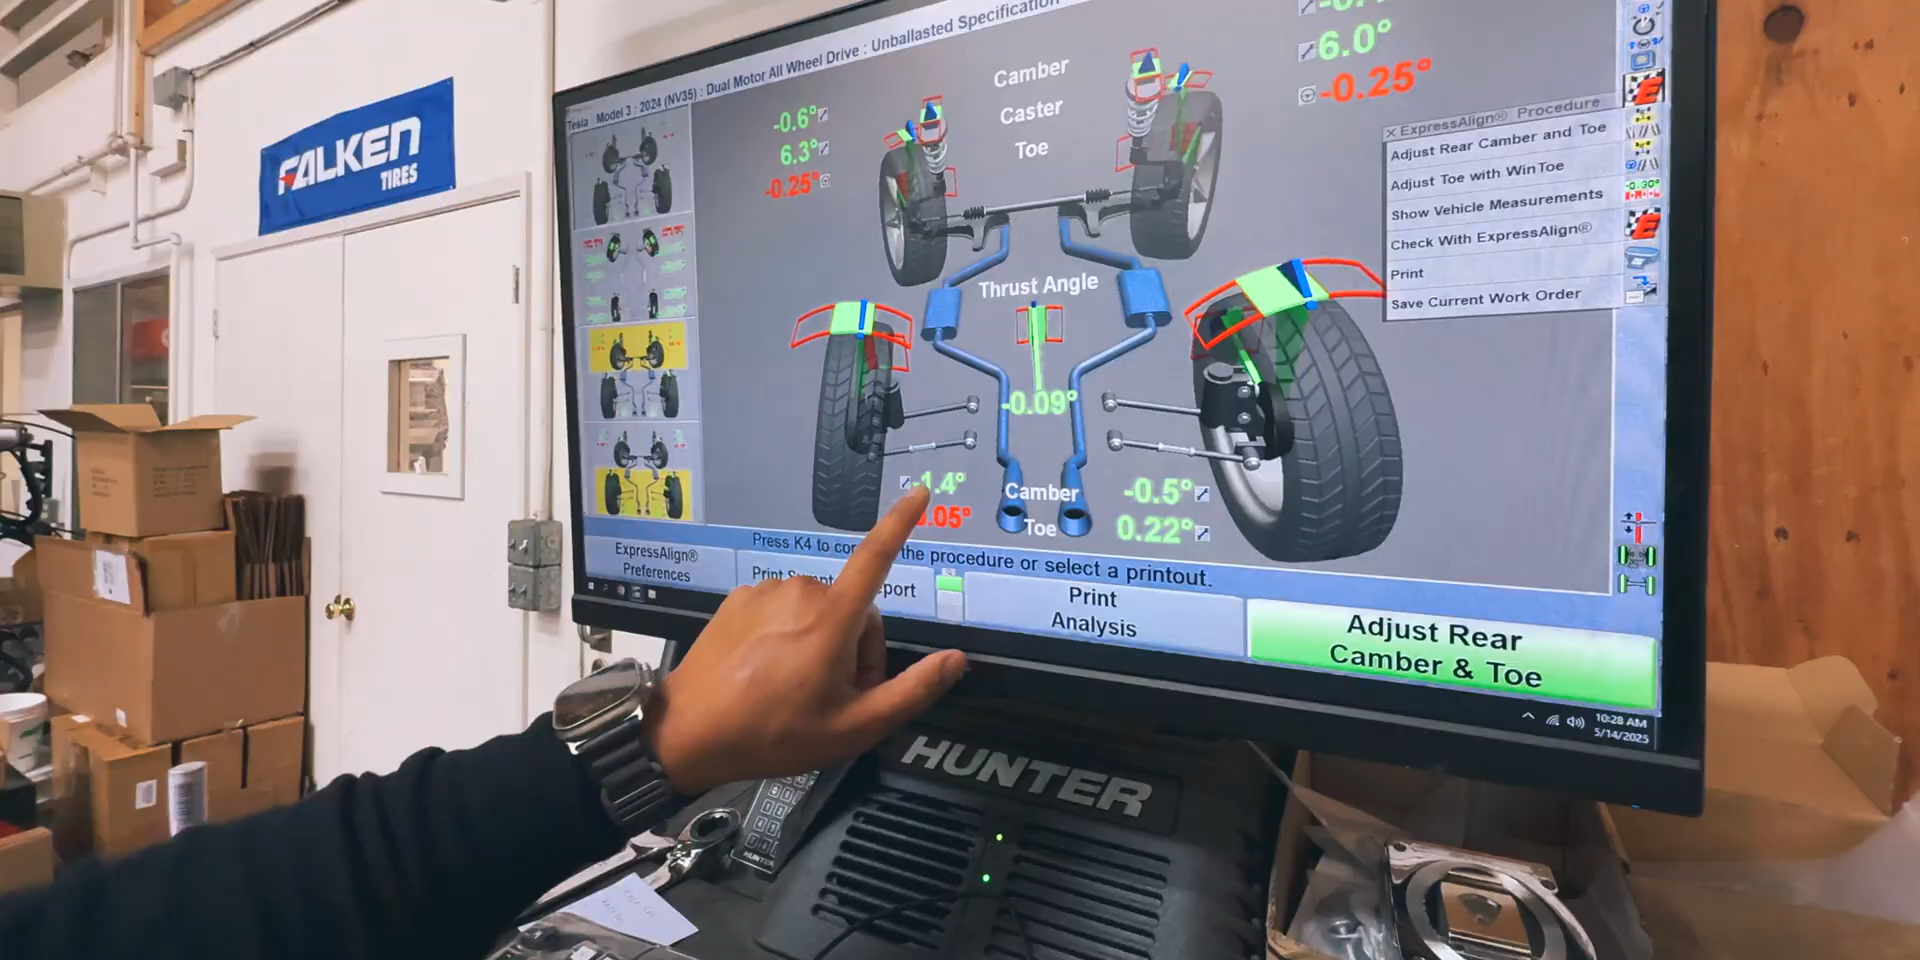 FALKEN
TIRES
Tesla : Model 3 : 2024 (NV35) : Dual Motor All Wheel Drive : Unballasted Specification
-0.6°
6.3°
-0.25°
Camber
Caster
Toe
6.0°
-0.25°
ExpressAlign® Procedure
Adjust Rear Camber and Toe
Adjust Toe with WinToe
Show Vehicle Measurements
Check With ExpressAlign®
Print
Save Current Work Order
Thrust Angle
-0.09°
-1.4°
Camber
-0.5°
Toe
0.22°
Press K4 to the procedure or select a printout.
ExpressAlign®
Preferences
Print
Print
Analysis
Adjust Rear
Camber & Toe
10:28 AM
5/14/2025
HUNTER
HUNTER